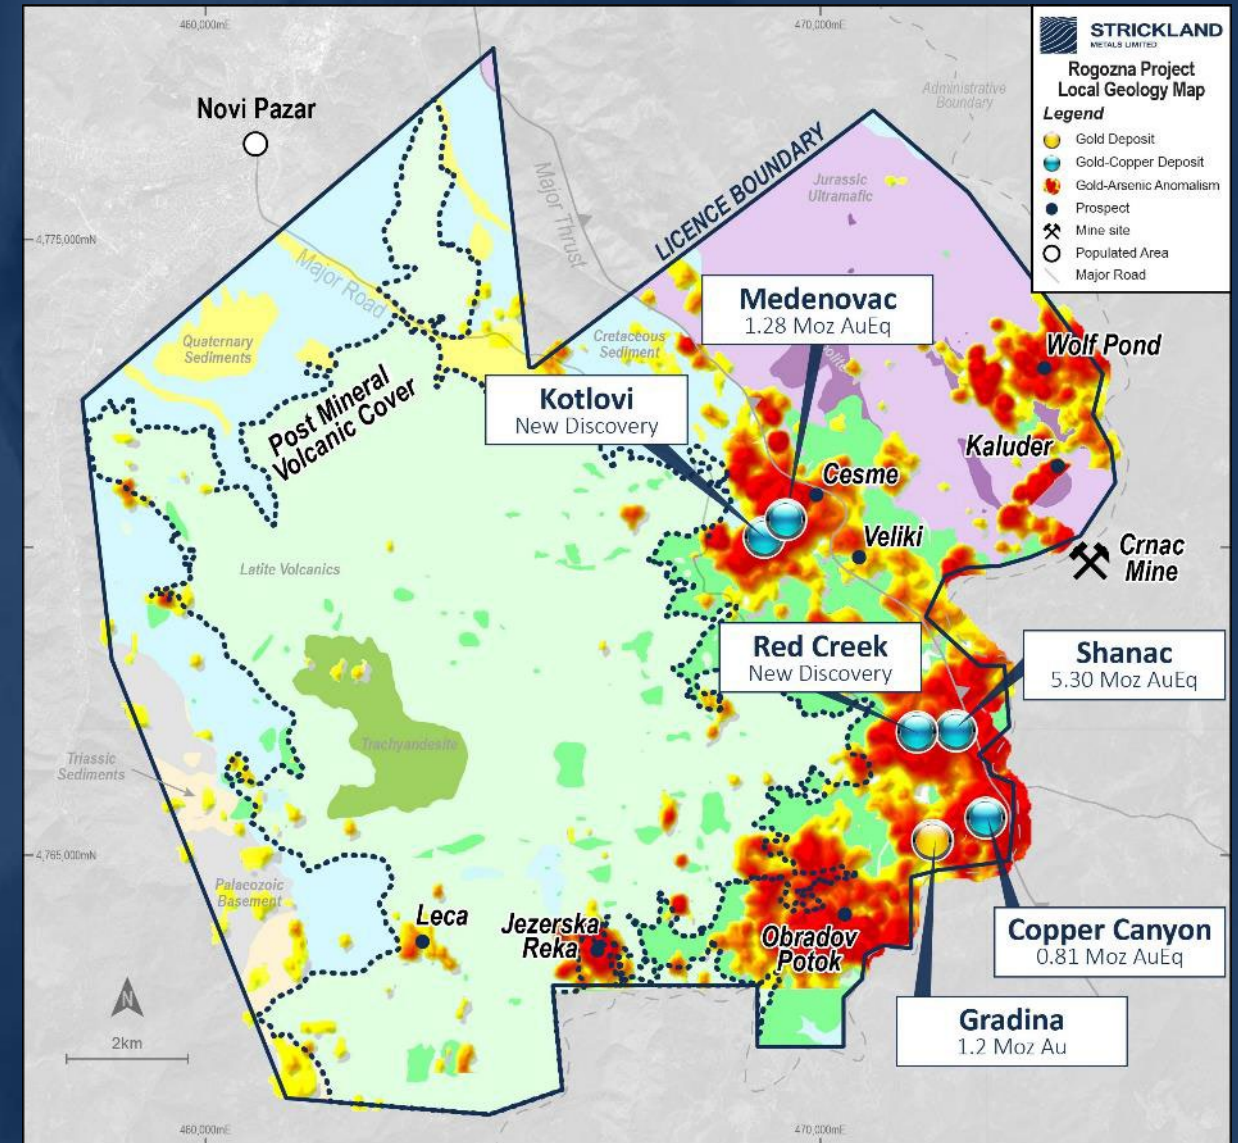 460,000mE
470,000mE
STRICKLAND
METALS LIMITED
Rogozna Project
Local Geology Map
Legend
Gold Deposit
Gold-Copper Deposit
Gold-Arsenic Anomalism
Prospect
Mine site
Populated Area
Major Road
Administrative
Boundary
Novi Pazar
Major Thrust
LICENCE BOUNDARY
Jurassic
Ultramafic
4,775,000mN
Major Road
Medenovac
1.28 Moz AuEq
Quaternary
Sediments
Cretaceous
Sediment
Wolf Pond
Post Mineral
Volcanic Cover
Kotlovi
New Discovery
Kaluder
Cesme
Veliki
Crnac
Mine
Latite Volcanics
Red Creek
New Discovery
Shanac
5.30 Moz AuEq
Trachyandesite
Triassic
Sediments
4,765,000mN
Palaeozoic
Basement
Leca
Jezerska
Reka
Obradov
Potok
Copper Canyon
0.81 Moz AuEq
Gradina
1.2 Moz Au
N
2km
460,000mE
470,000mE